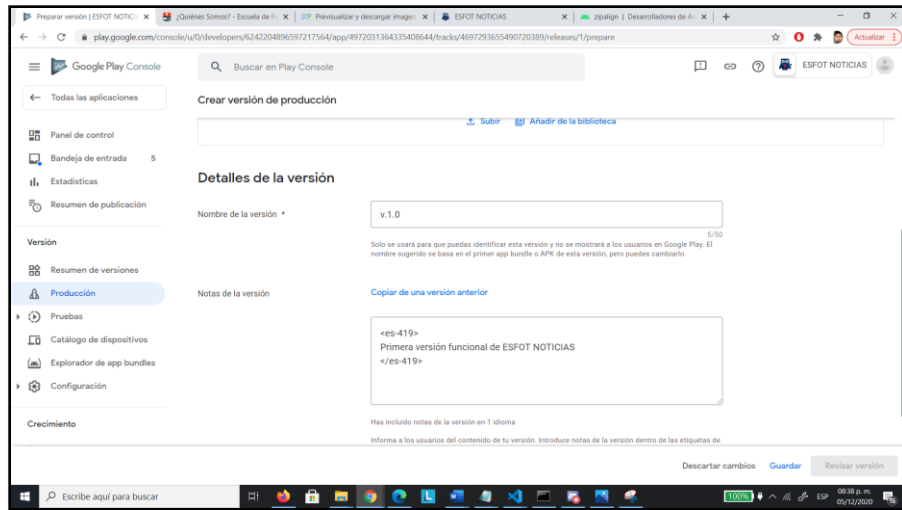 Preparar versión | ESFOT NOTICI
¿Quiénes Somos? - Escuela de Fo
Previsualizar y descargar imagen
ESFOT NOTICIAS
zipalign | Desarrolladores de An
play.google.com/console/u/0/developers/6242204896597217564/app/4972031364335408644/tracks/4697293655490720389/releases/1/prepare
Actualizar
Google Play Console
Buscar en Play Console
ESFOT NOTICIAS
Todas las aplicaciones
Crear versión de producción
Subir
Añadir de la biblioteca
Panel de control
Bandeja de entrada 5
Estadísticas
Resumen de publicación
Versión
Resumen de versiones
Producción
Pruebas
Catálogo de dispositivos
Explorador de app bundles
Configuración
Crecimiento
Detalles de la versión
Nombre de la versión *
v.1.0
5/50
Solo se usará para que puedas identificar esta versión y no se mostrará a los usuarios en Google Play. El
nombre sugerido se basa en el primer app bundle o APK de esta versión, pero puedes cambiarlo.
Notas de la versión
Copiar de una versión anterior
<es-419>
Primera versión funcional de ESFOT NOTICIAS
</es-419>
Has incluido notas de la versión en 1 idioma
Informa a los usuarios del contenido de tu versión. Introduce notas de la versión dentro de las etiquetas de
Descartar cambios
Guardar
Revisar versión
Escribe aquí para buscar
100%
ESP
08:38 p. m.
05/12/2020